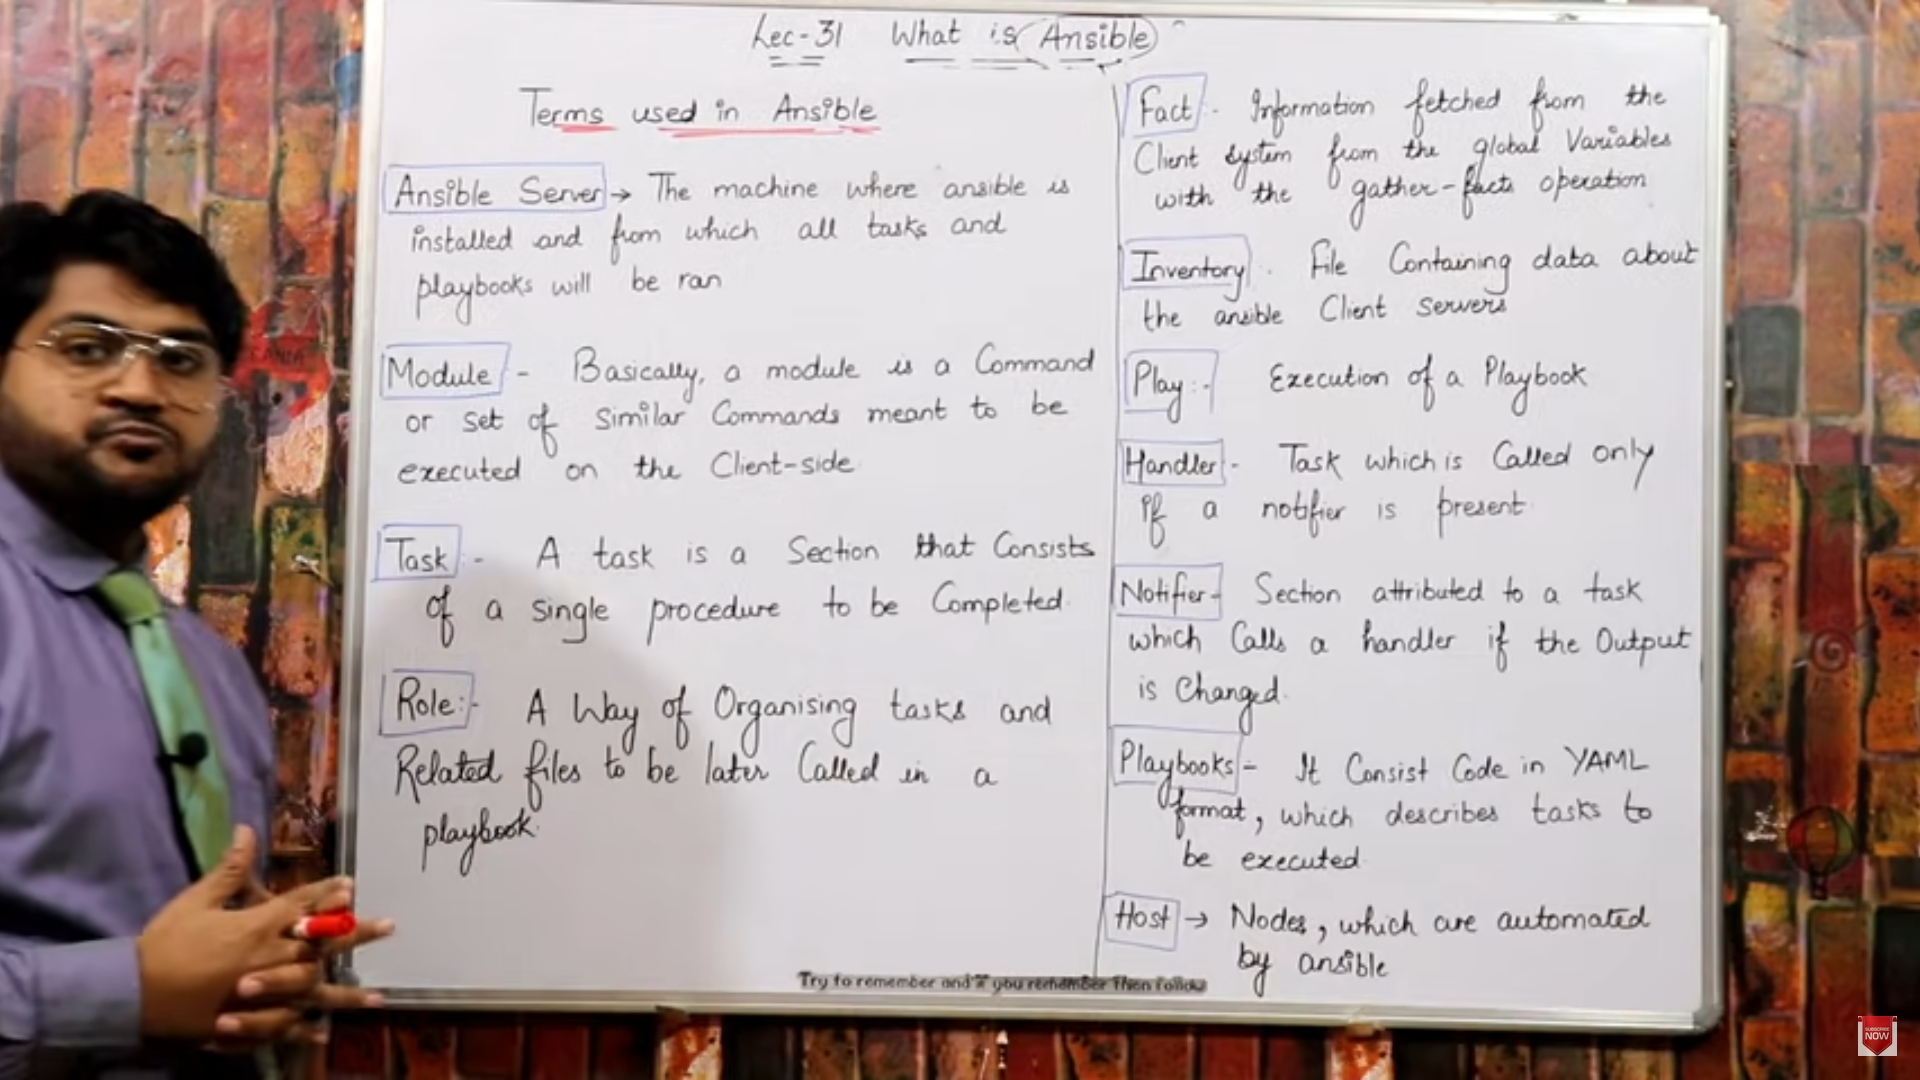 Lec-31 What is Ansible
Terms used in Ansible
Ansible Server → The machine where ansible is
installed and from which all tasks and
playbooks will be ran
Module - Basically, a module is a Command
or set of similar Commands meant to be
executed on the Client-side
Task :- A task is a Section that Consists
of a single procedure to be Completed.
Role :- A Way of Organising tasks and
Related files to be later Called in a
playbook.
Fact - Information fetched from the
Client system from the global Variables
with the gather-facts operation
Inventory - File Containing data about
the ansible Client servers
Play :- Execution of a Playbook
Handler - Task which is Called only
if a notifier is present
Notifier - Section attributed to a task
which Calls a handler if the Output
is Changed.
Playbooks - It Consist Code in YAML
format, which describes tasks to
be executed
Host → Nodes, which are automated
by ansible
Try to remember and if you remember Then follow
SUBSCRIBE
NOW